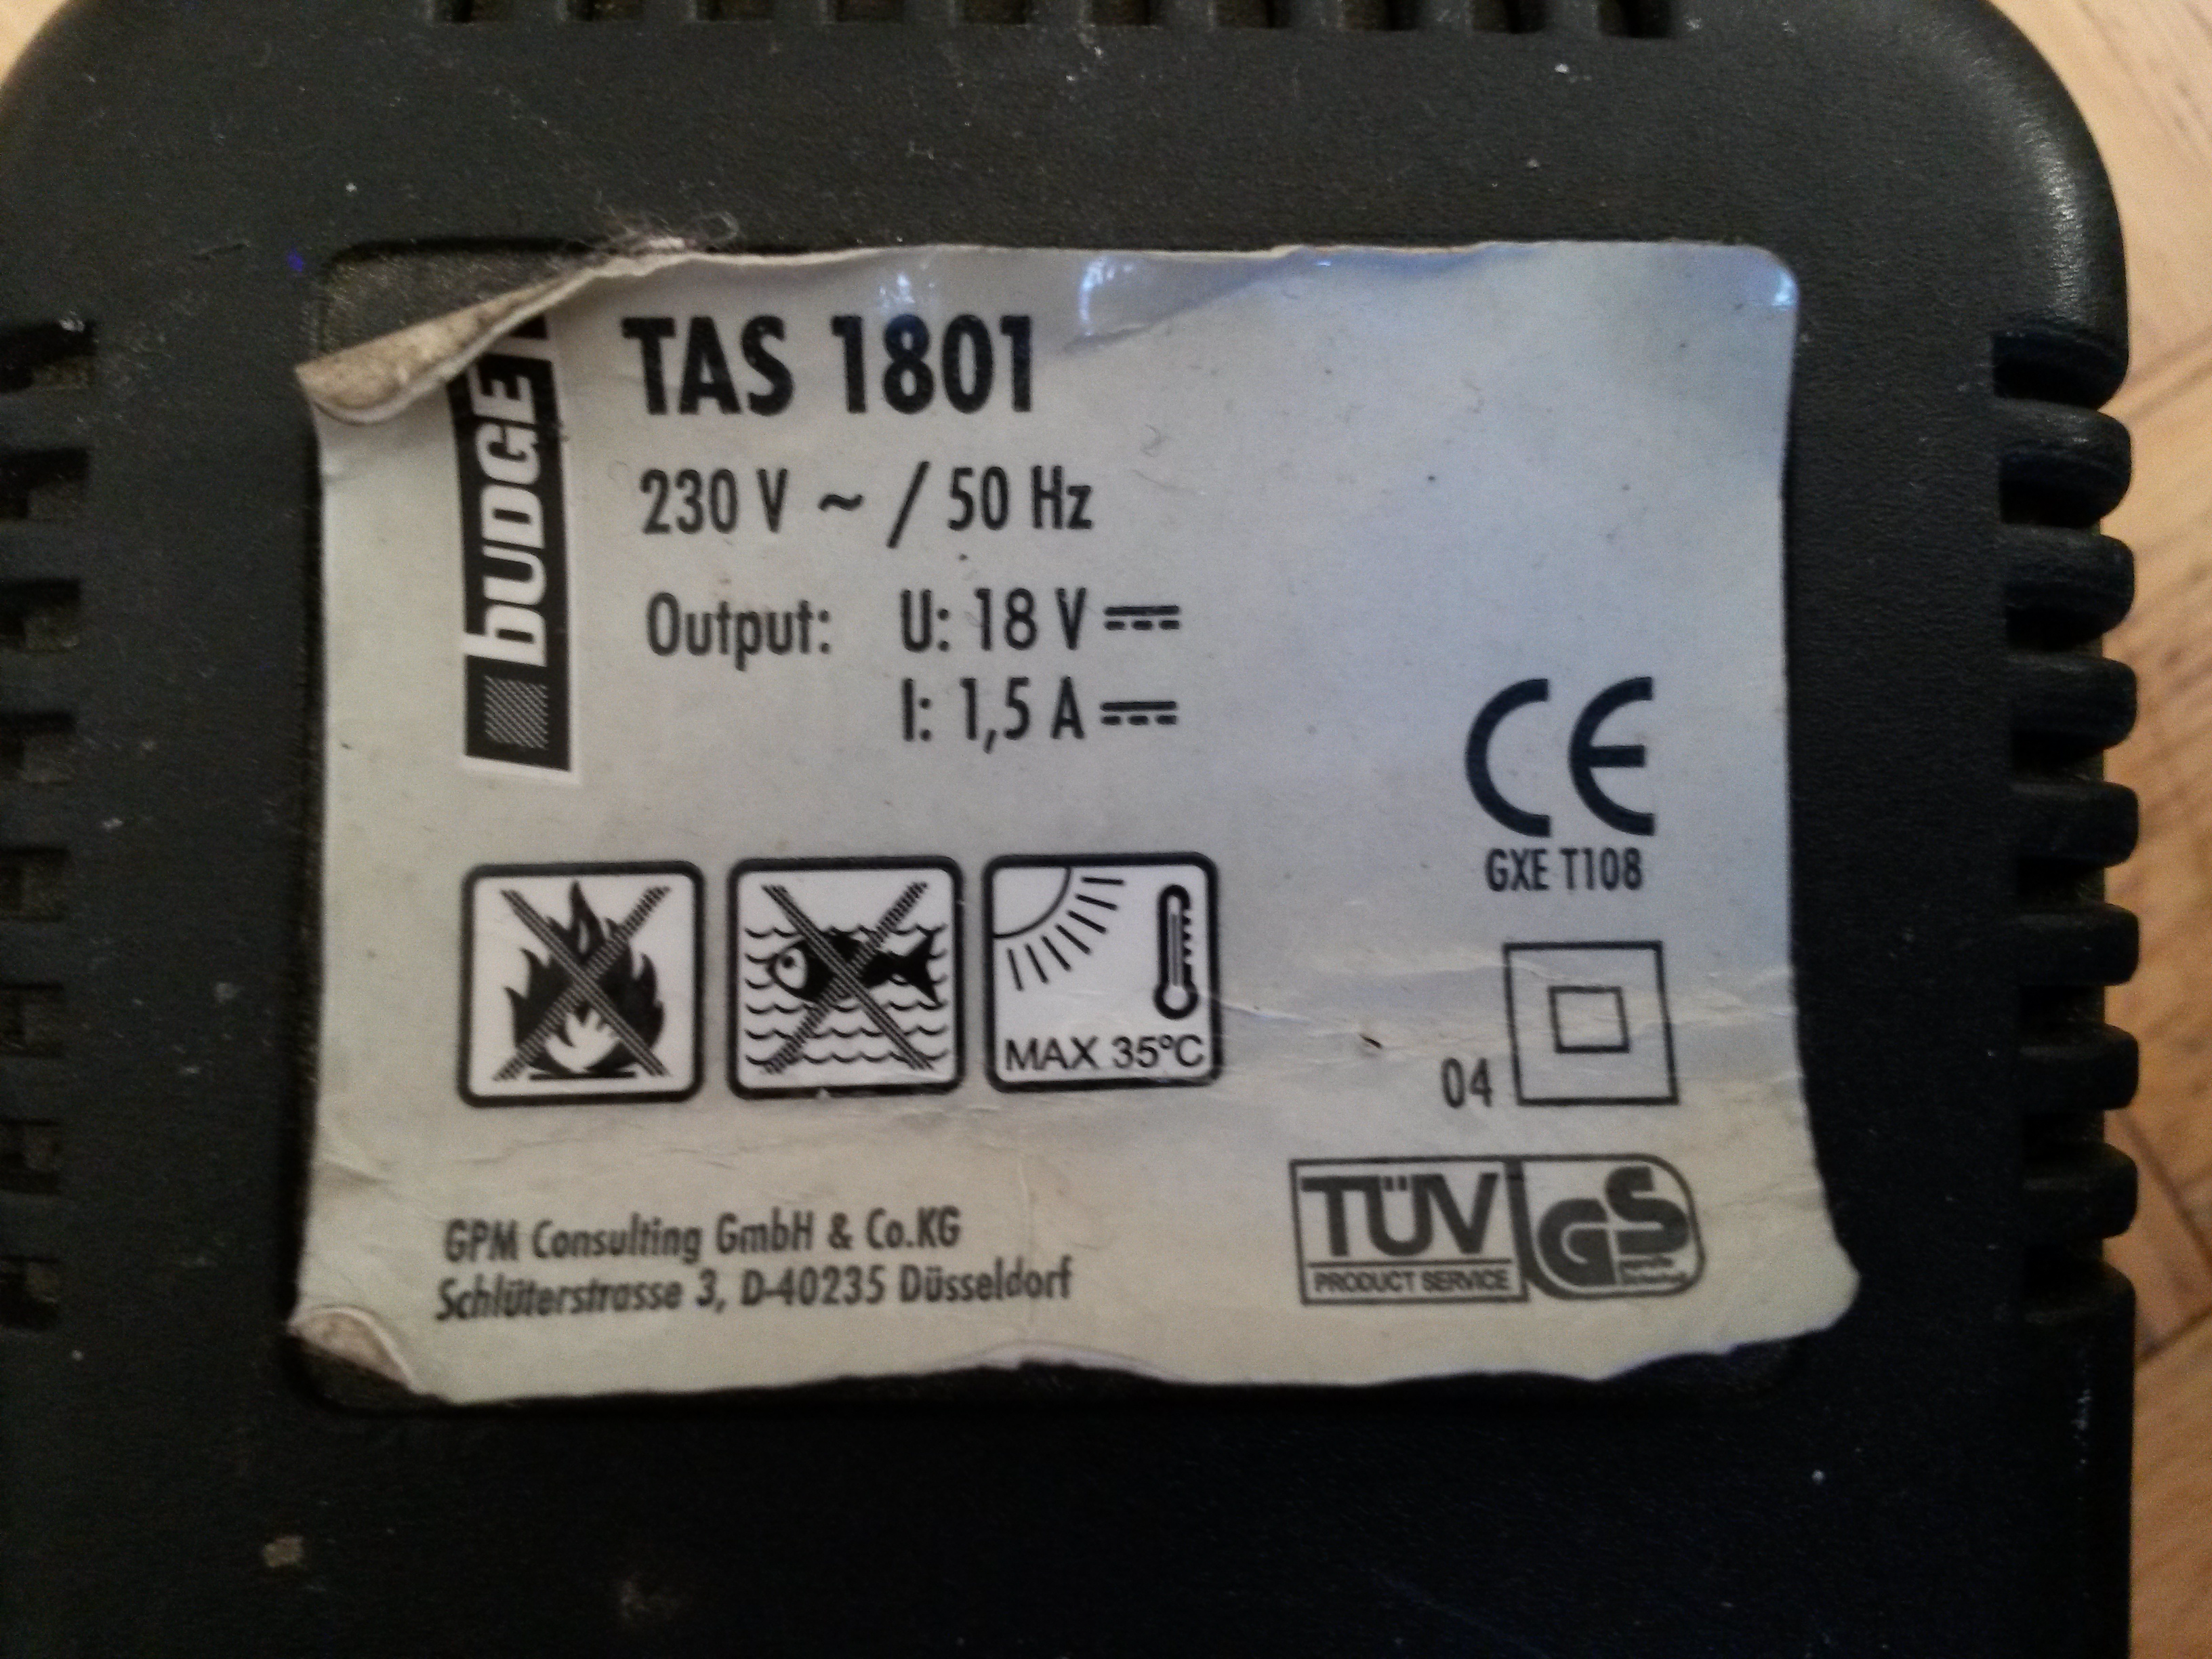 bUDGET
TAS 1801
230 V ~ / 50 Hz
Output: U: 18 V
I: 1,5 A
CE
GXE T108
MAX 35°C
04
GPM Consulting GmbH & Co.KG
Schlüterstrasse 3, D-40235 Düsseldorf
TÜV
PRODUCT SERVICE
GS